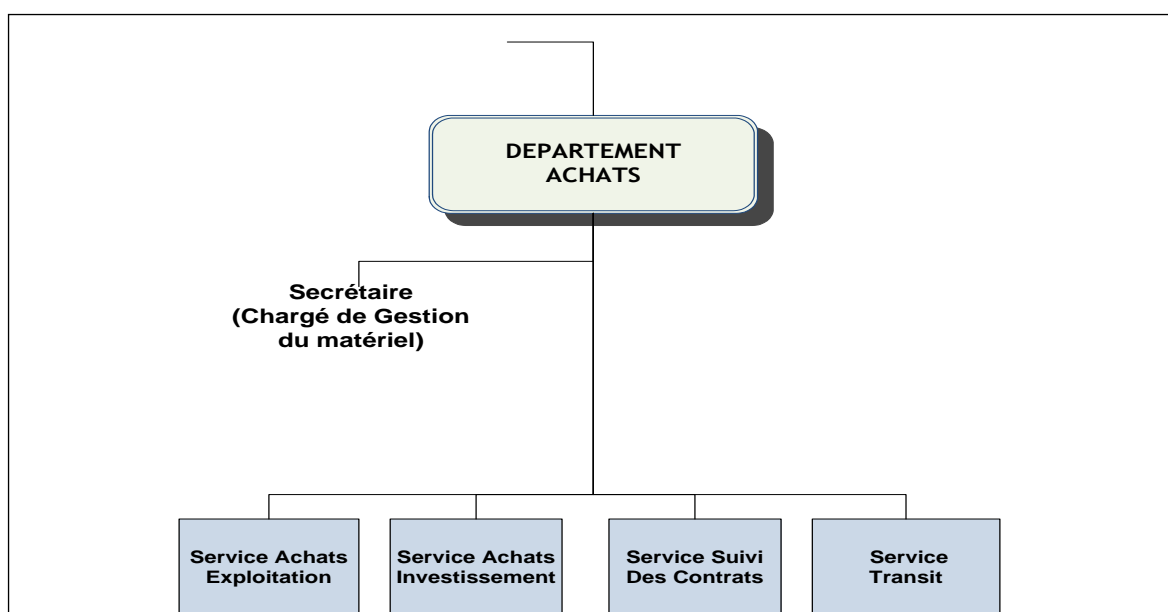 DEPARTEMENT
ACHATS
Secrétaire
(Chargé de Gestion
du matériel)
Service Achats
Exploitation
Service Achats
Investissement
Service Suivi
Des Contrats
Service
Transit